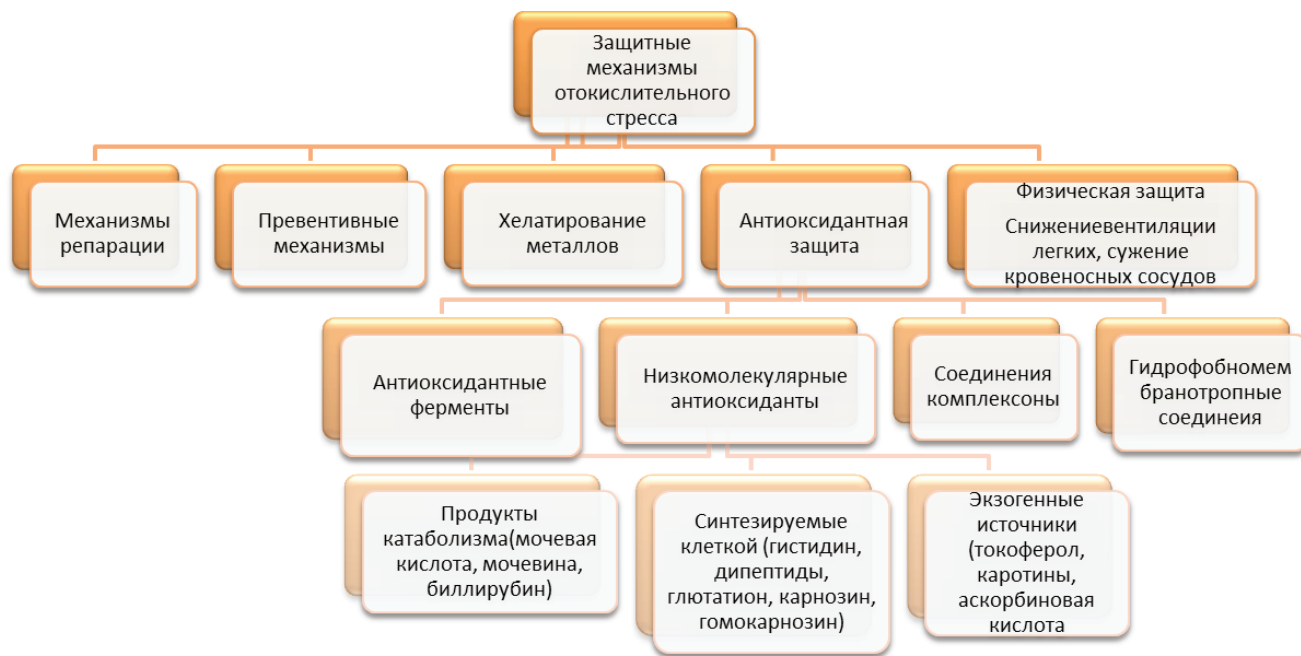 Защитные
механизмы
отокислительного
стресса
Механизмы
репарации
Превентивные
механизмы
Хелатирование
металлов
Антиоксидантная
защита
Физическая защита
Снижениевентиляции
легких, сужение
кровеносных сосудов
Антиоксидантные
ферменты
Низкомолекулярные
антиоксиданты
Соединения
комплексоны
Гидрофобномем
бранотропные
соединеия
Продукты
катаболизма(мочевая
кислота, мочевина,
биллирубин)
Синтезируемые
клеткой (гистидин,
дипептиды,
глютатион, карнозин,
гомокарнозин)
Экзогенные
источники
(токоферол,
каротины,
аскорбиновая
кислота